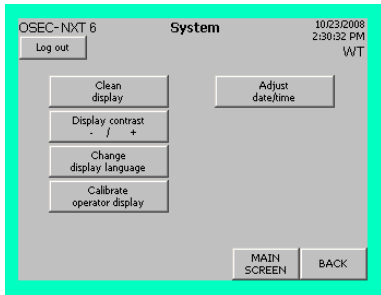 OSEC-NXT 6 System 10/23/2008
2:30:32 PM
Log out WT
Clean
display
Adjust
date/time
Display contrast
- / +
Change
display language
Calibrate
operator display
MAIN
SCREEN
BACK